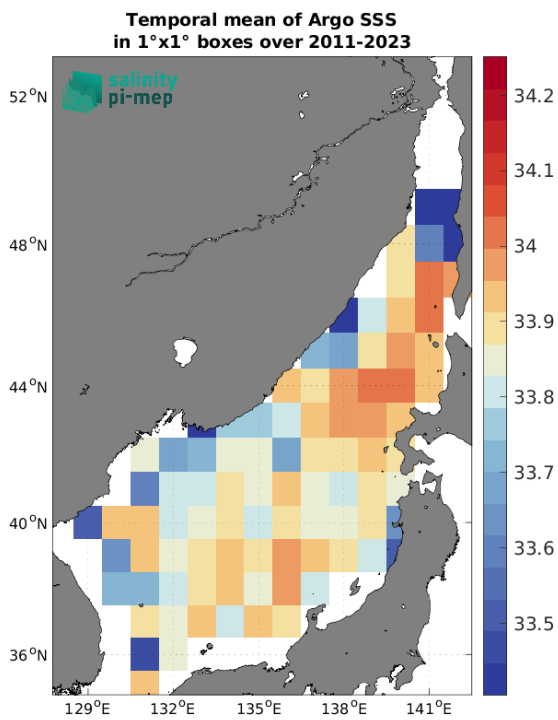 Temporal mean of Argo SSS
in 1°x1° boxes over 2011-2023
salinity
pi-mep
52°N
48°N
44°N
40°N
36°N
129°E
132°E
135°E
138°E
141°E
34.2
34.1
34
33.9
33.8
33.7
33.6
33.5